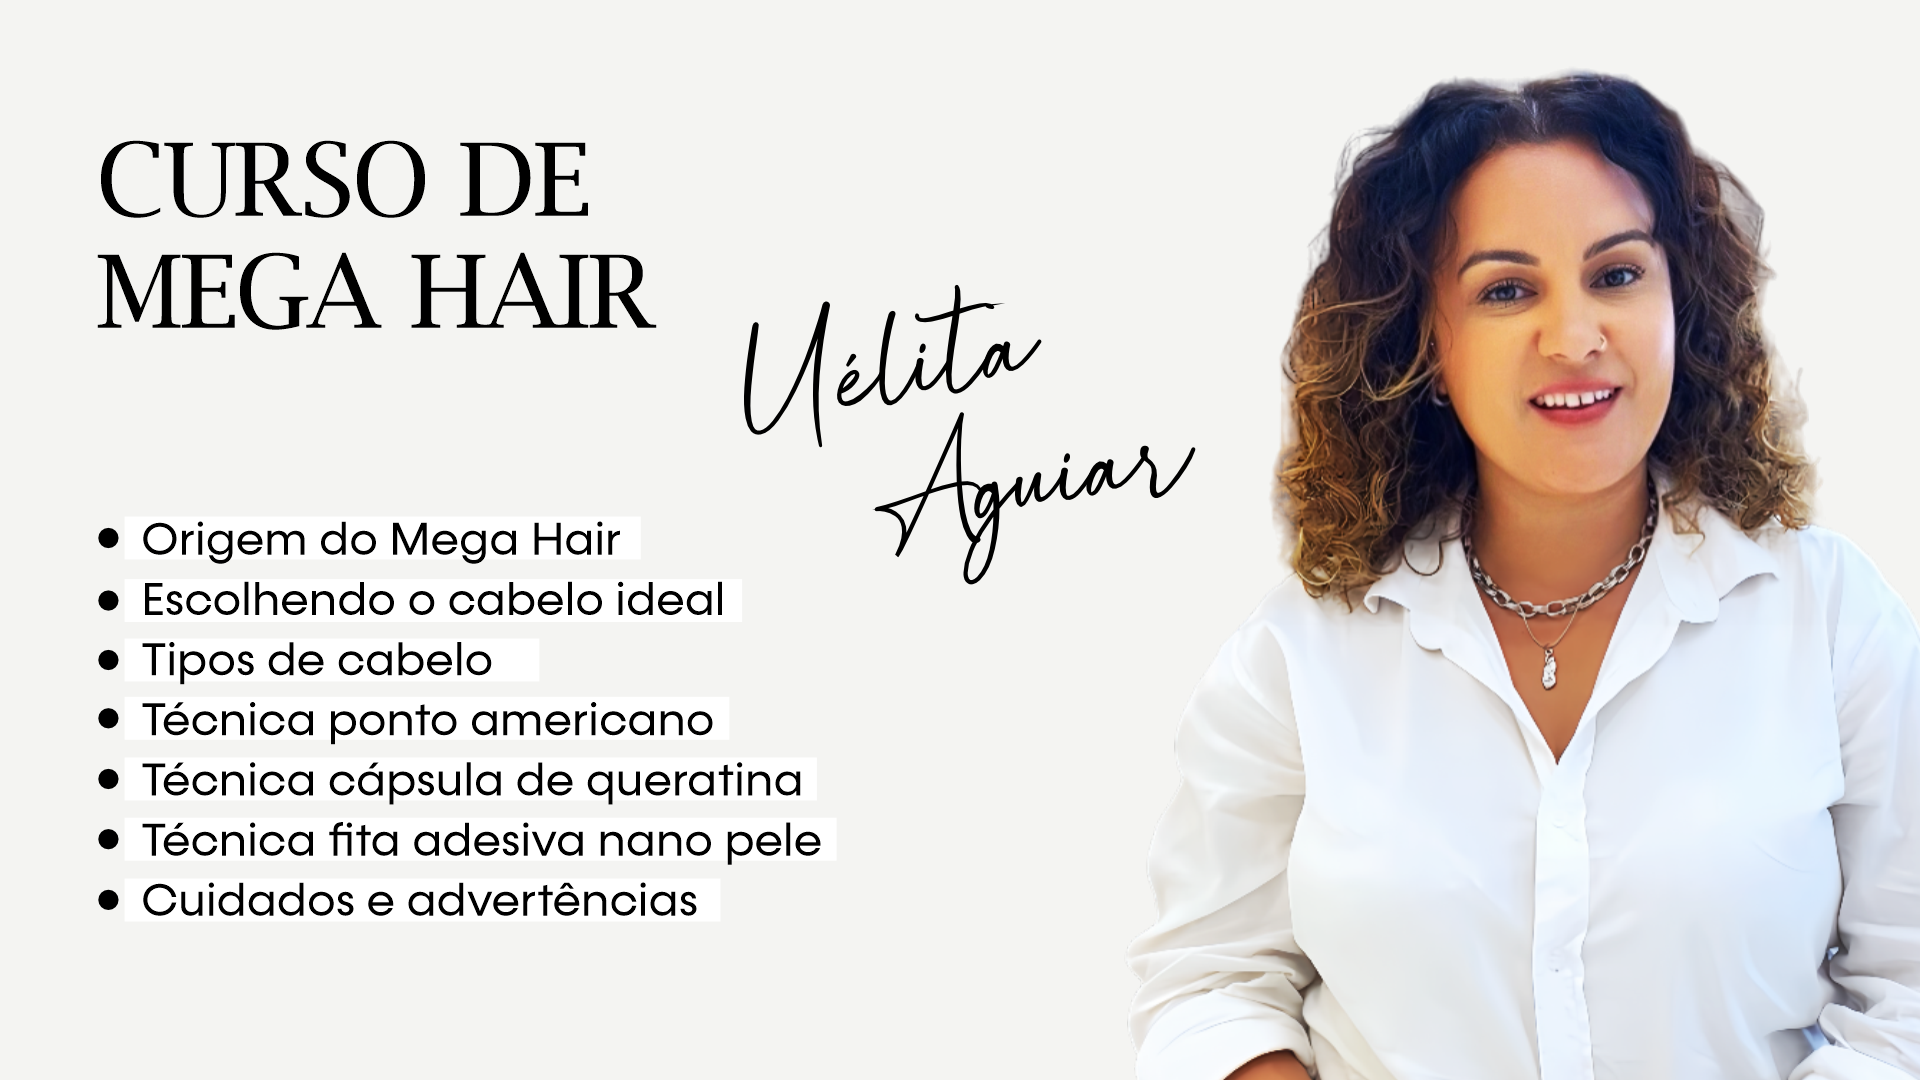 CURSO DE
MEGA HAIR
Uélita
Aguiar
Origem do Mega Hair
Escolhendo o cabelo ideal
Tipos de cabelo
Técnica ponto americano
Técnica cápsula de queratina
Técnica fita adesiva nano pele
Cuidados e advertências